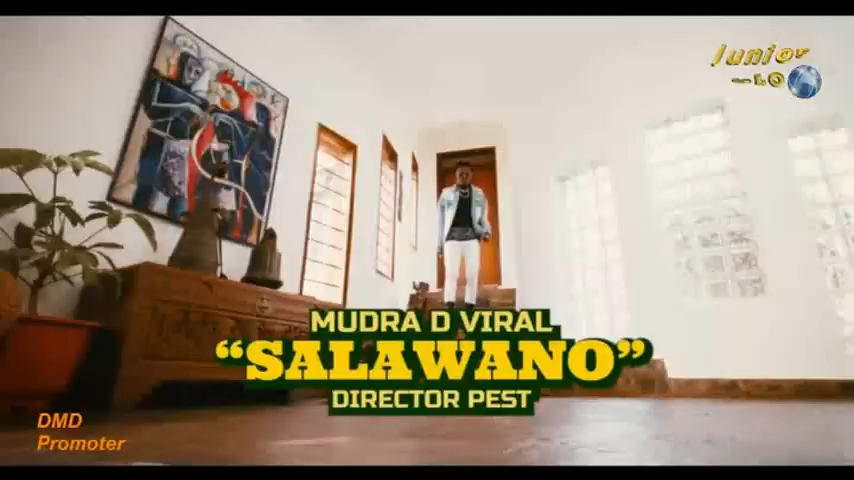 Junior
MUDRA D VIRAL
“SALAWANO”
DIRECTOR PEST
DMD
Promoter